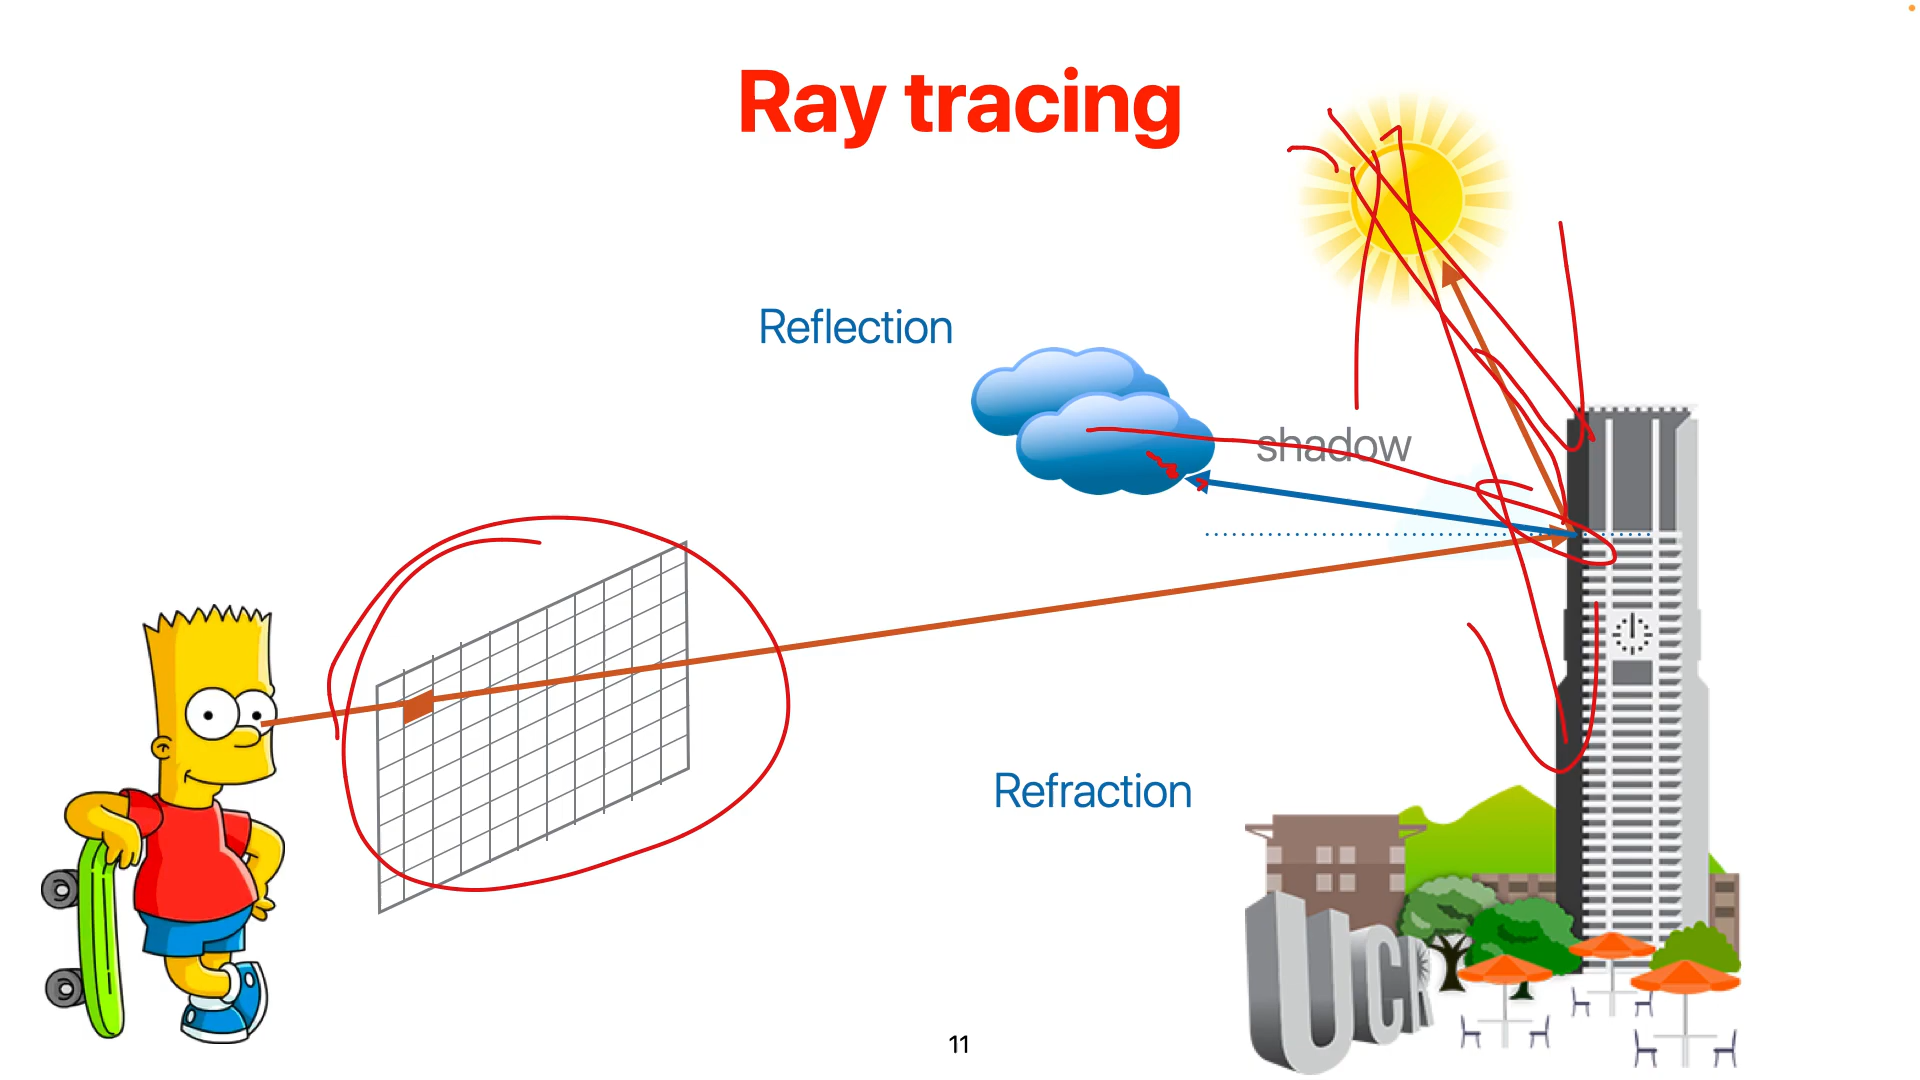 Ray tracing
Reflection
shadow
Refraction
UCR
11